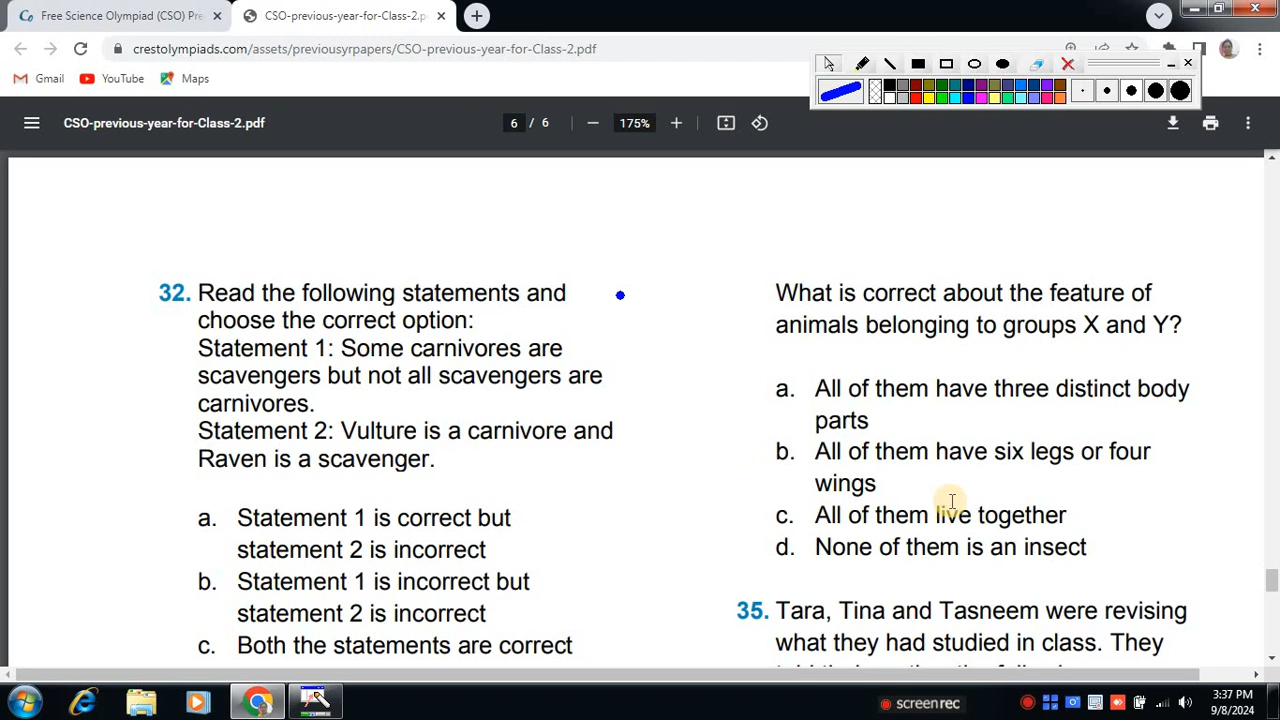 Free Science Olympiad (CSO) Pre
CSO-previous-year-for-Class-2.p
crestolympiads.com/assets/previousyrpapers/CSO-previous-year-for-Class-2.pdf
Gmail
YouTube
Maps
CSO-previous-year-for-Class-2.pdf
6 / 6
175%
32. Read the following statements and
choose the correct option:
Statement 1: Some carnivores are
scavengers but not all scavengers are
carnivores.
Statement 2: Vulture is a carnivore and
Raven is a scavenger.
a. Statement 1 is correct but
statement 2 is incorrect
b. Statement 1 is incorrect but
statement 2 is incorrect
c. Both the statements are correct
What is correct about the feature of
animals belonging to groups X and Y?
a. All of them have three distinct body
parts
b. All of them have six legs or four
wings
c. All of them live together
d. None of them is an insect
35. Tara, Tina and Tasneem were revising
what they had studied in class. They
screenrec
3:37 PM
9/8/2024